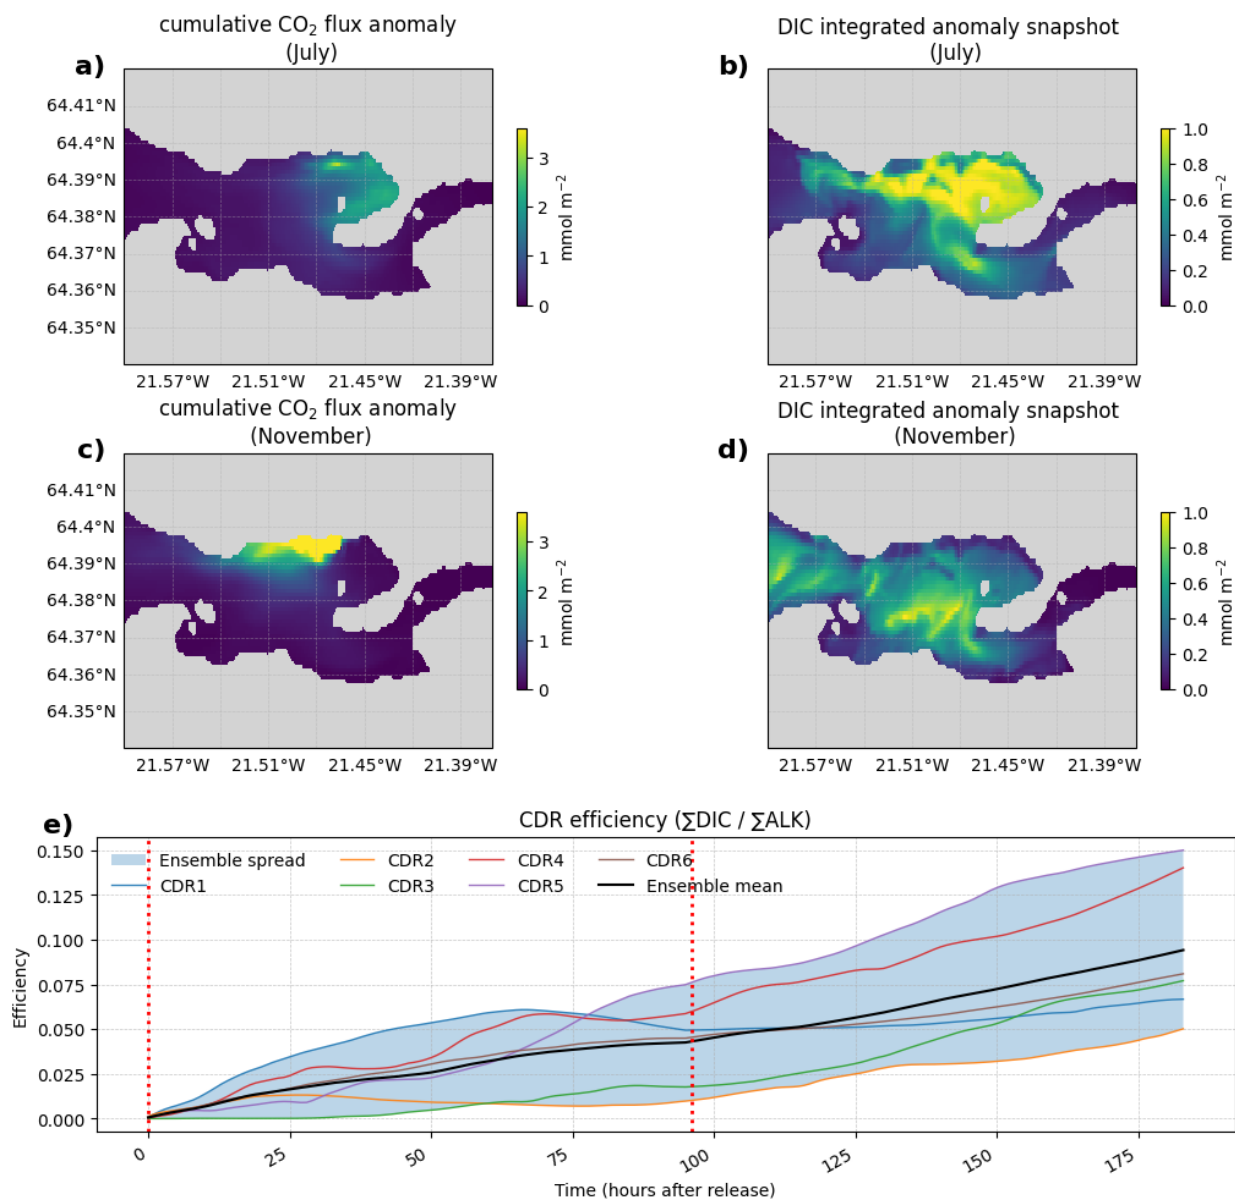 cumulative CO₂ flux anomaly
(July)
a)
64.41°N
64.4°N
64.39°N
64.38°N
64.37°N
64.36°N
64.35°N
21.57°W 21.51°W 21.45°W 21.39°W
3
2
1
0
mmol m⁻²
DIC integrated anomaly snapshot
(July)
b)
21.57°W 21.51°W 21.45°W 21.39°W
1.0
0.8
0.6
0.4
0.2
0.0
mmol m⁻²
cumulative CO₂ flux anomaly
(November)
c)
64.41°N
64.4°N
64.39°N
64.38°N
64.37°N
64.36°N
64.35°N
21.57°W 21.51°W 21.45°W 21.39°W
3
2
1
0
mmol m⁻²
DIC integrated anomaly snapshot
(November)
d)
21.57°W 21.51°W 21.45°W 21.39°W
1.0
0.8
0.6
0.4
0.2
0.0
mmol m⁻²
e)
CDR efficiency (∑DIC / ∑ALK)
Ensemble spread
CDR1
CDR2
CDR3
CDR4
CDR5
CDR6
Ensemble mean
0.150
0.125
0.100
0.075
0.050
0.025
0.000
Efficiency
0 25 50 75 100 125 150 175
Time (hours after release)